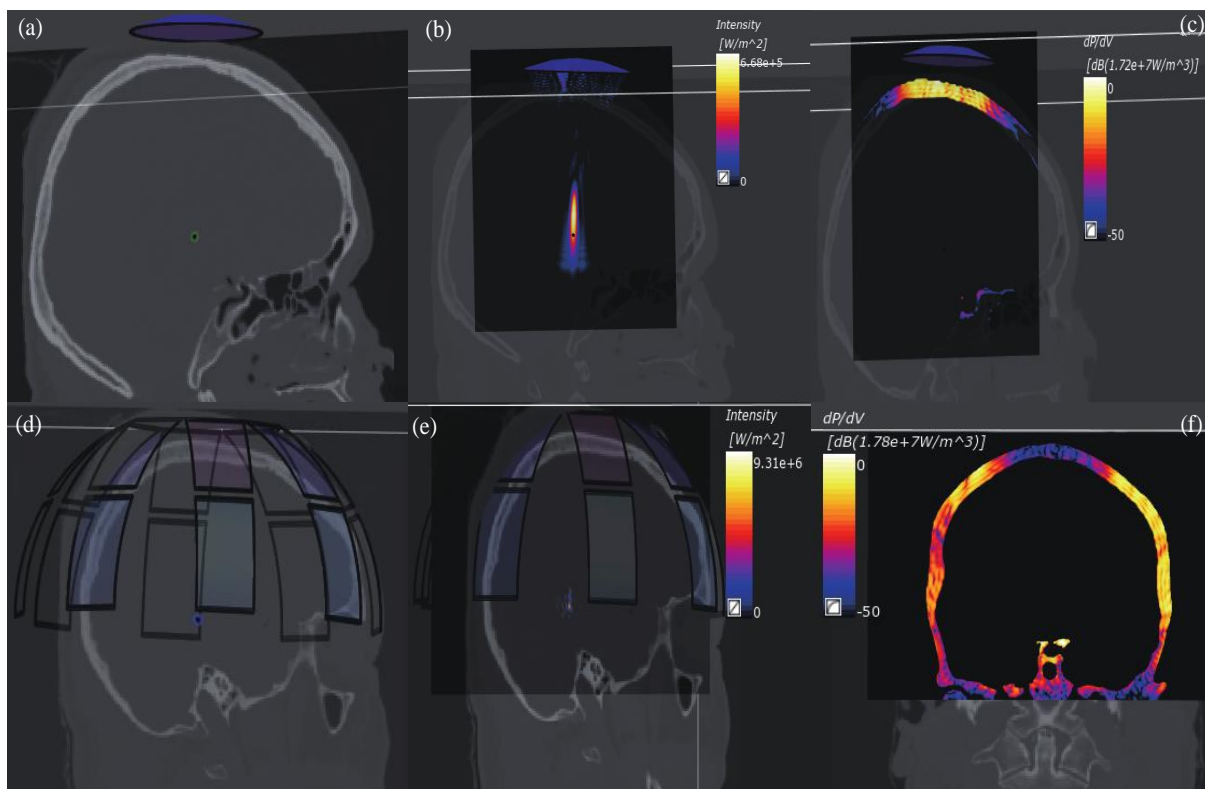 (a)
(b)
Intensity
[W/m^2]
6.68e+5
0
(c)
dP/dV
[dB(1.72e+7W/m^3)]
0
-50
(d)
(e)
Intensity
[W/m^2]
9.31e+6
0
dP/dV
[dB(1.78e+7W/m^3)]
0
-50
(f)